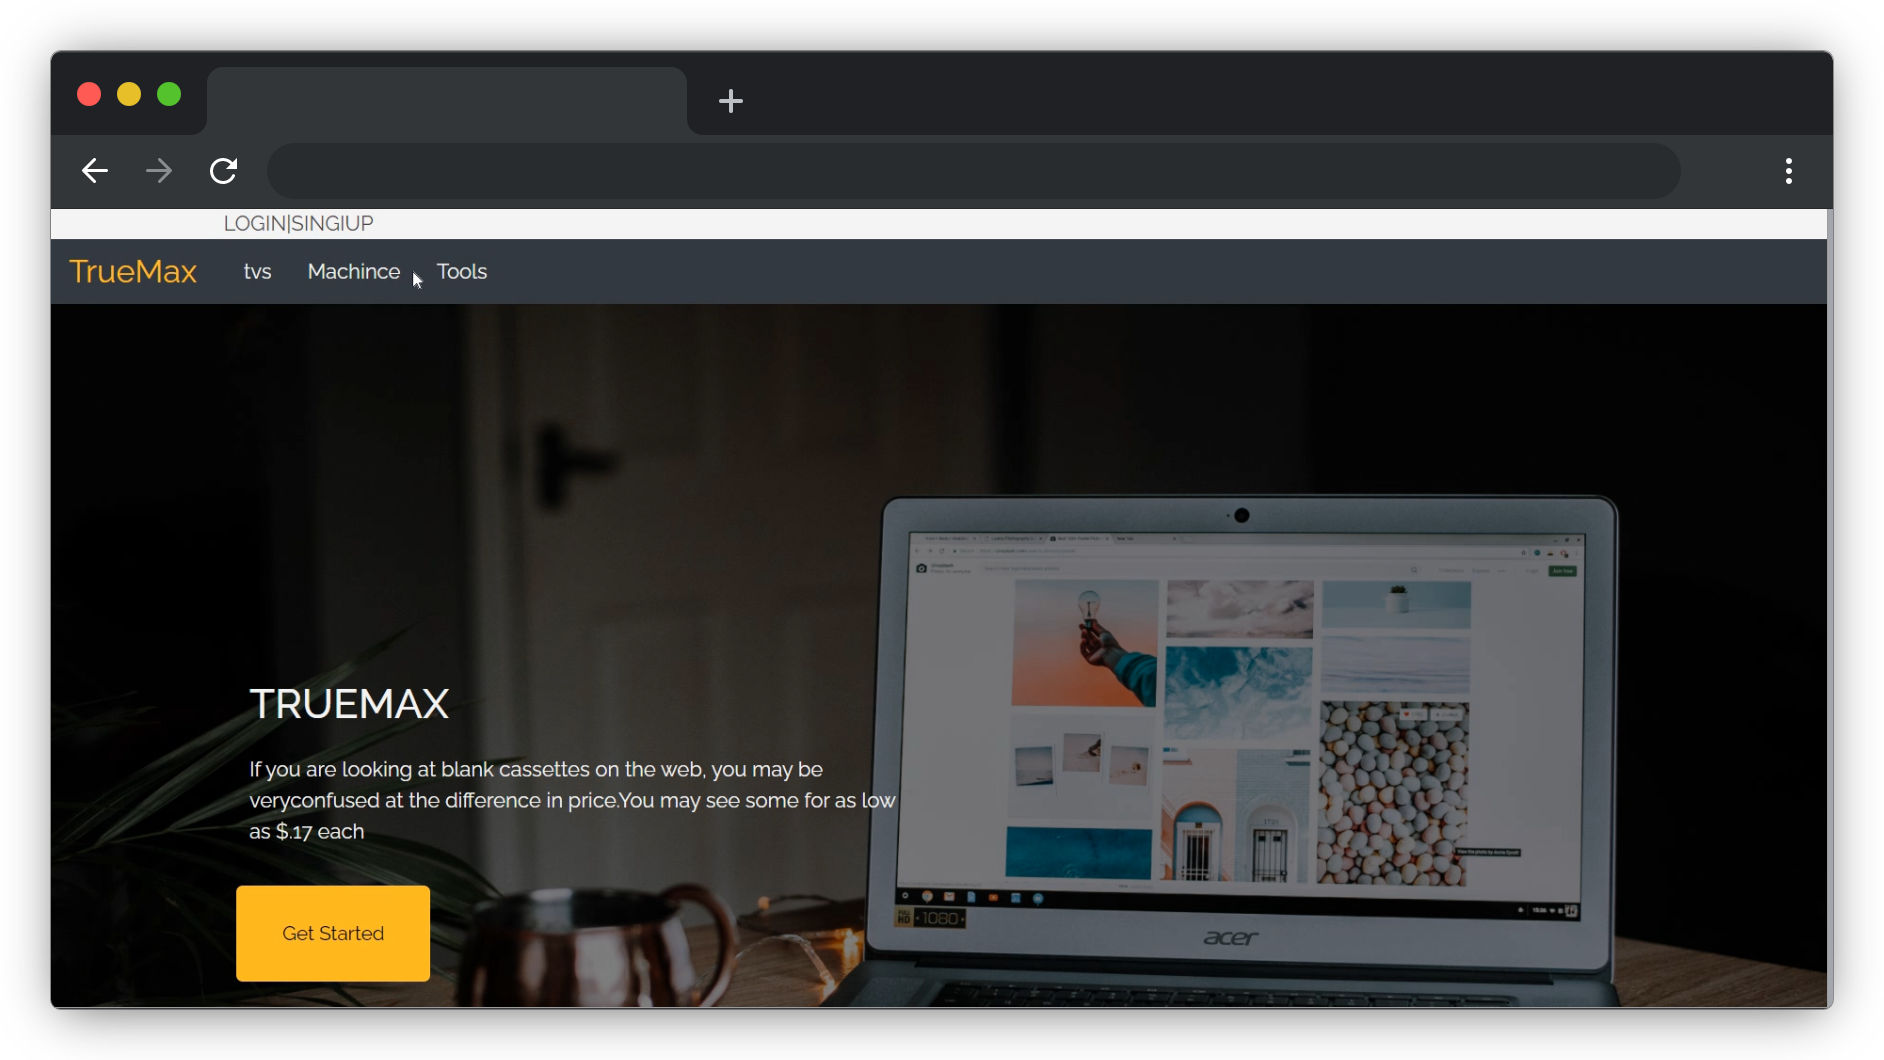 LOGIN|SINGIUP
TrueMax
tvs
Machince
Tools
TRUEMAX
If you are looking at blank cassettes on the web, you may be
veryconfused at the difference in price.You may see some for as low
as $.17 each
Get Started
FULL HD 1080
acer